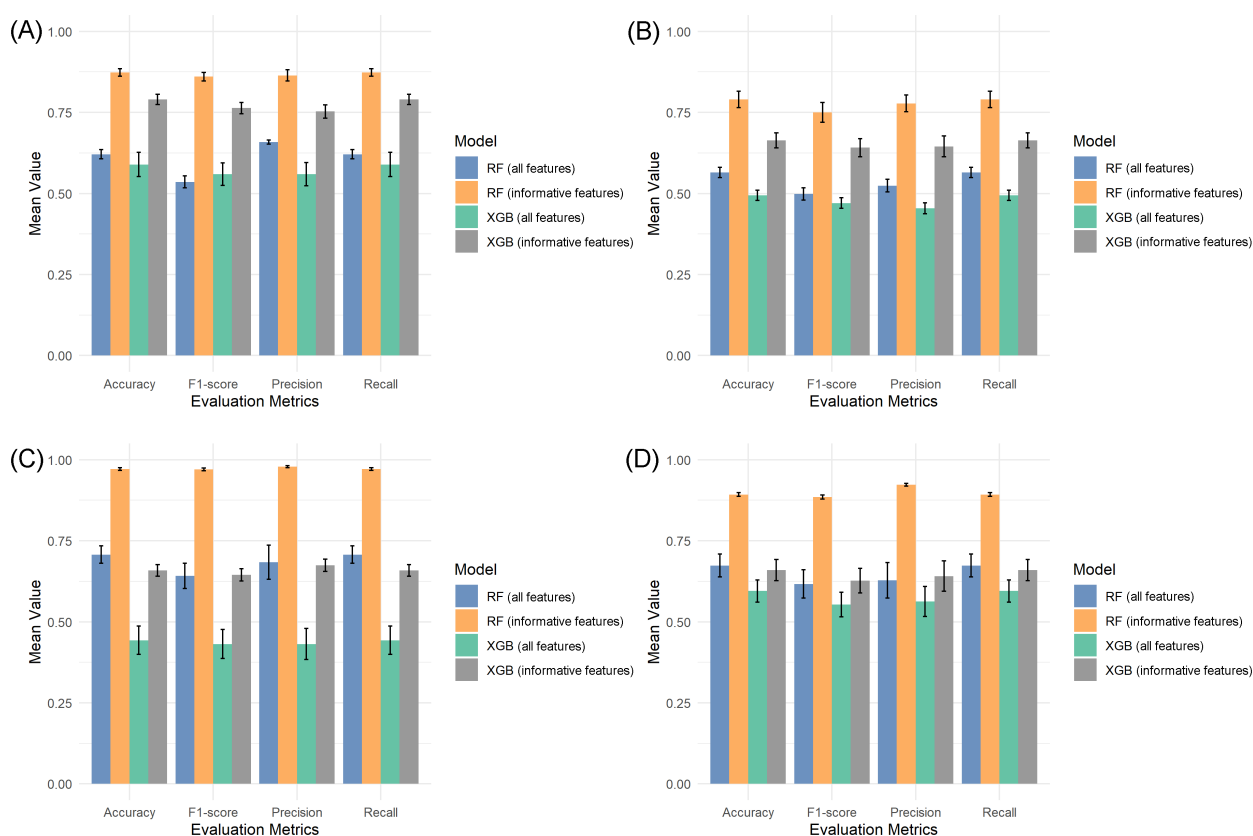 (A)
1.00
0.75
0.50
0.25
0.00
Mean Value
Accuracy
F1-score
Precision
Recall
Evaluation Metrics
Model
RF (all features)
RF (informative features)
XGB (all features)
XGB (informative features)
(B)
1.00
0.75
0.50
0.25
0.00
Mean Value
Accuracy
F1-score
Precision
Recall
Evaluation Metrics
Model
RF (all features)
RF (informative features)
XGB (all features)
XGB (informative features)
(C)
1.00
0.75
0.50
0.25
0.00
Mean Value
Accuracy
F1-score
Precision
Recall
Evaluation Metrics
Model
RF (all features)
RF (informative features)
XGB (all features)
XGB (informative features)
(D)
1.00
0.75
0.50
0.25
0.00
Mean Value
Accuracy
F1-score
Precision
Recall
Evaluation Metrics
Model
RF (all features)
RF (informative features)
XGB (all features)
XGB (informative features)